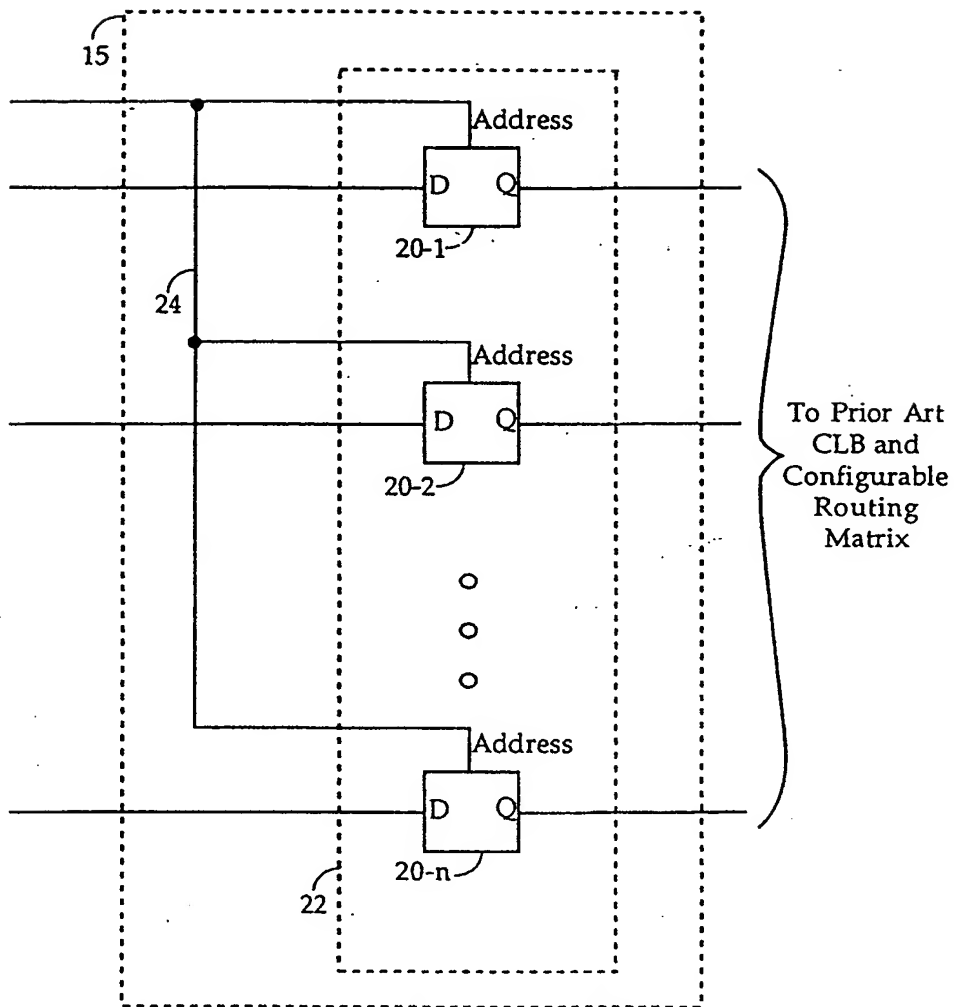 15
Address
D Q
20-1
24
Address
D Q
20-2
To Prior Art
CLB and
Configurable
Routing
Matrix
Address
D Q
20-n
22